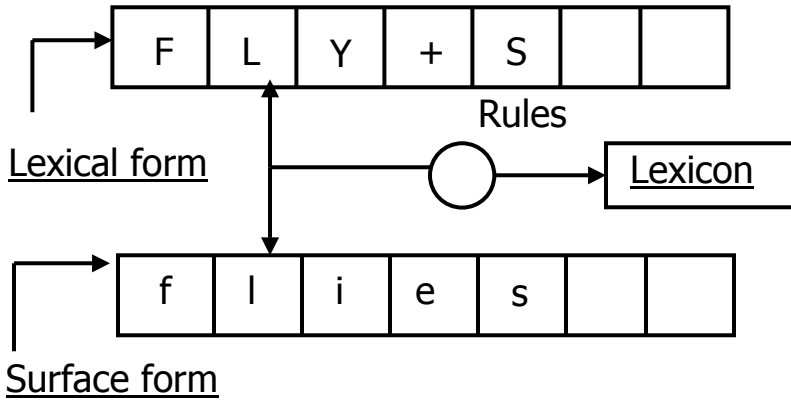 F L Y + S
Rules
Lexical form
Lexicon
f l i e s
Surface form